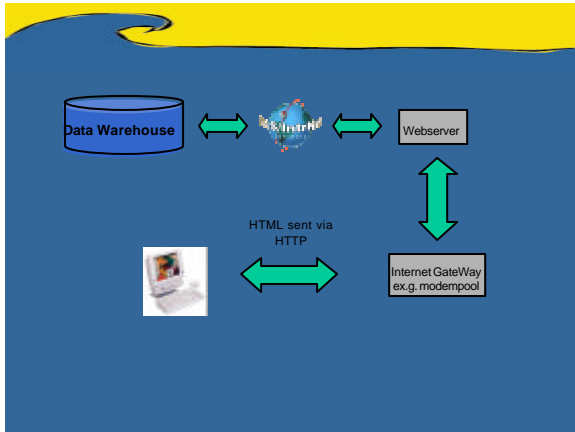 Data Warehouse
Webserver
HTML sent via
HTTP
Internet GateWay
ex.g. modempool